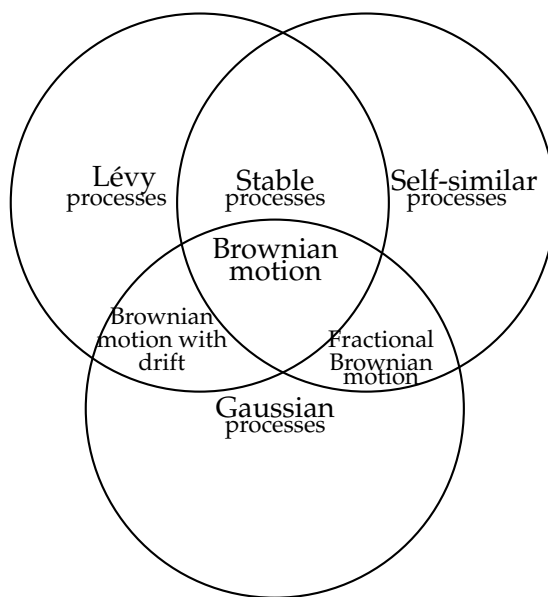 Lévy
processes
Stable
processes
Self-similar
processes
Brownian
motion
Brownian
motion with
drift
Fractional
Brownian
motion
Gaussian
processes